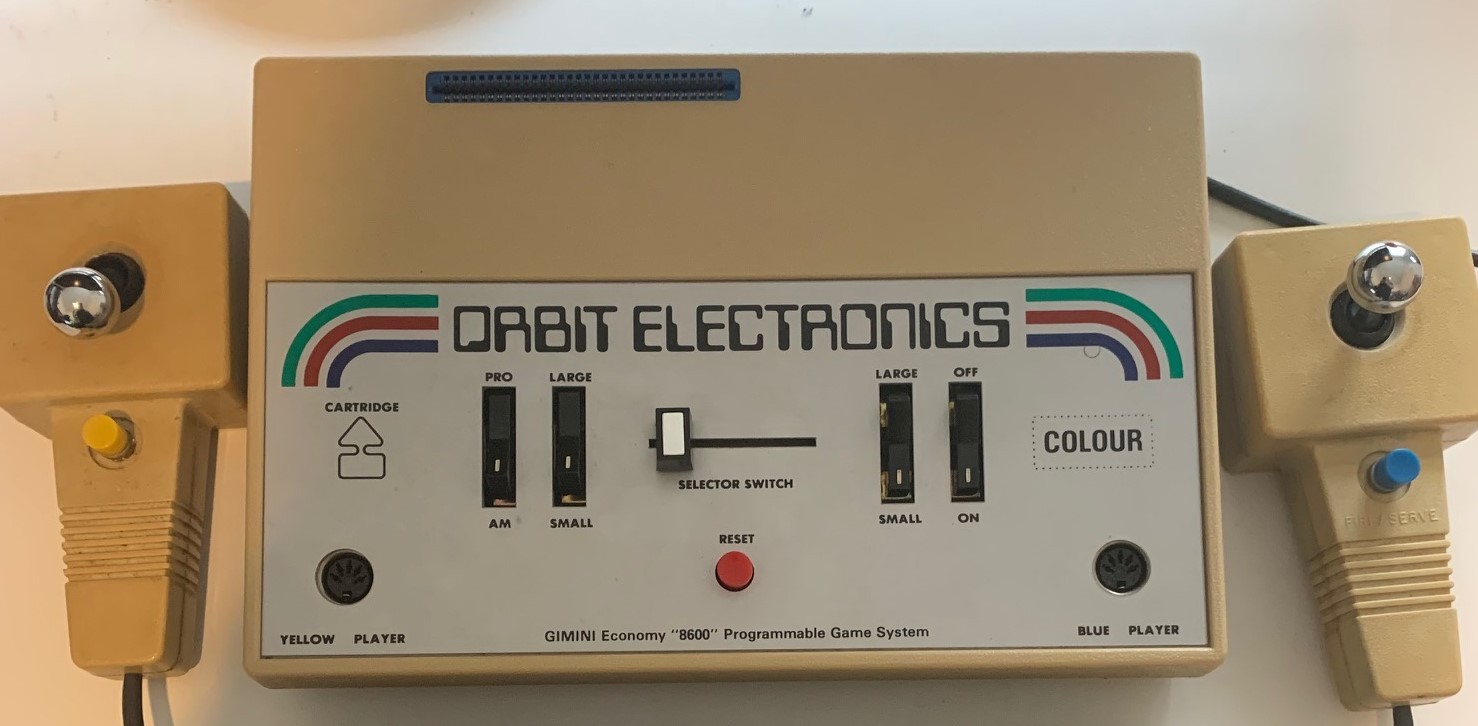 ORBIT ELECTRONICS
PRO
LARGE
LARGE
OFF
CARTRIDGE
COLOUR
SELECTOR SWITCH
AM
SMALL
SMALL
ON
FIRE / SERVE
RESET
YELLOW PLAYER
GIMINI Economy "8600" Programmable Game System
BLUE PLAYER